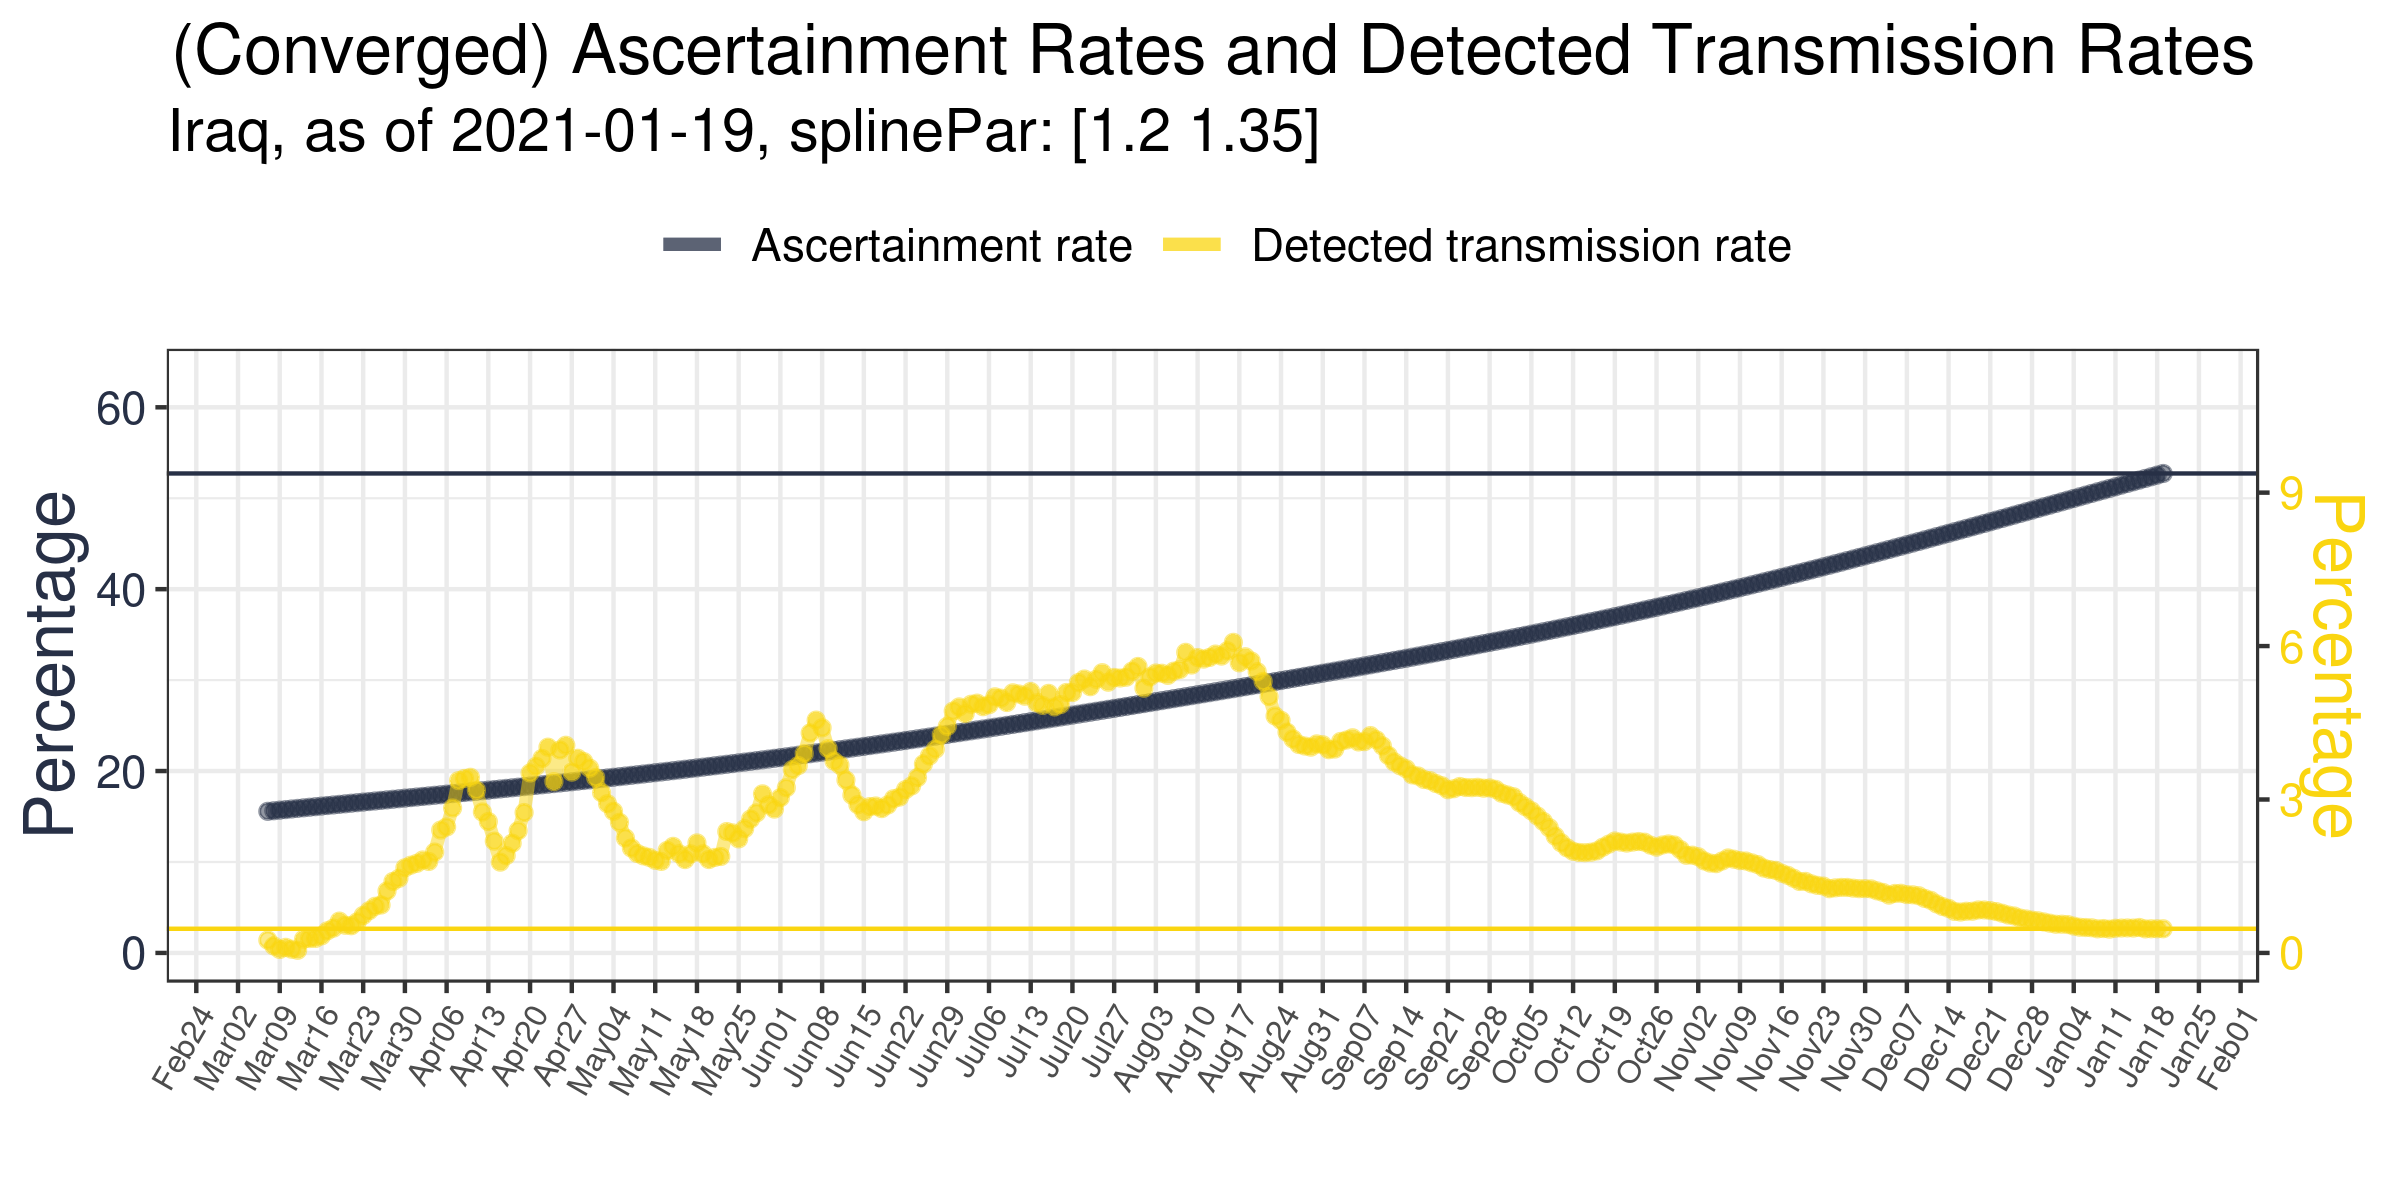 (Converged) Ascertainment Rates and Detected Transmission Rates
Iraq, as of 2021-01-19, splinePar: [1.2 1.35]
Ascertainment rate
Detected transmission rate
Percentage
60
40
20
0
9
6
3
0
Percentage
Feb24
Mar02
Mar09
Mar16
Mar23
Mar30
Apr06
Apr13
Apr20
Apr27
May04
May11
May18
May25
Jun01
Jun08
Jun15
Jun22
Jun29
Jul06
Jul13
Jul20
Jul27
Aug03
Aug10
Aug17
Aug24
Aug31
Sep07
Sep14
Sep21
Sep28
Oct05
Oct12
Oct19
Oct26
Nov02
Nov09
Nov16
Nov23
Nov30
Dec07
Dec14
Dec21
Dec28
Jan04
Jan11
Jan18
Jan25
Feb01